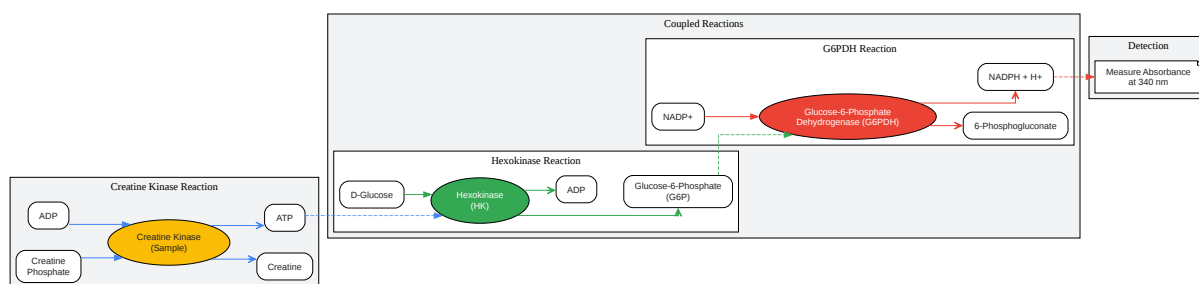 Coupled Reactions
G6PDH Reaction
Detection
NADP+
Glucose-6-Phosphate
Dehydrogenase (G6PDH)
NADPH + H+
6-Phosphogluconate
Measure Absorbance
at 340 nm
Hexokinase Reaction
D-Glucose
Hexokinase
(HK)
ADP
Glucose-6-Phosphate
(G6P)
Creatine Kinase Reaction
ADP
Creatine
Phosphate
Creatine Kinase
(Sample)
ATP
Creatine